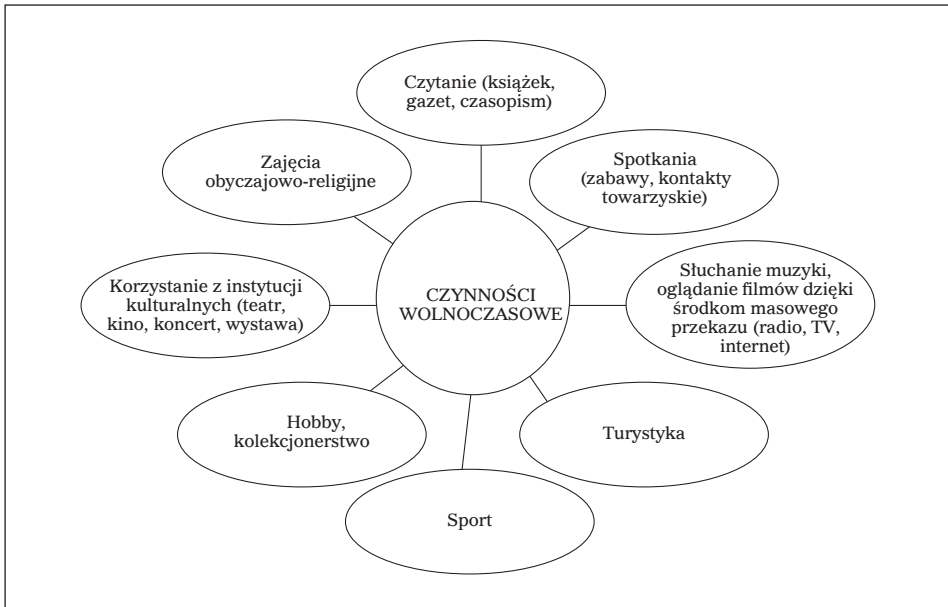 Czytanie (książek,
gazet, czasopism)
Zajęcia
obyczajowo-religijne
Spotkania
(zabawy, kontakty
towarzyskie)
Korzystanie z instytucji
kulturalnych (teatr,
kino, koncert, wystawa)
CZYNNOŚCI
WOLNOCZASOWE
Słuchanie muzyki,
oglądanie filmów dzięki
środkom masowego
przekazu (radio, TV,
internet)
Hobby,
kolekcjonerstwo
Turystyka
Sport